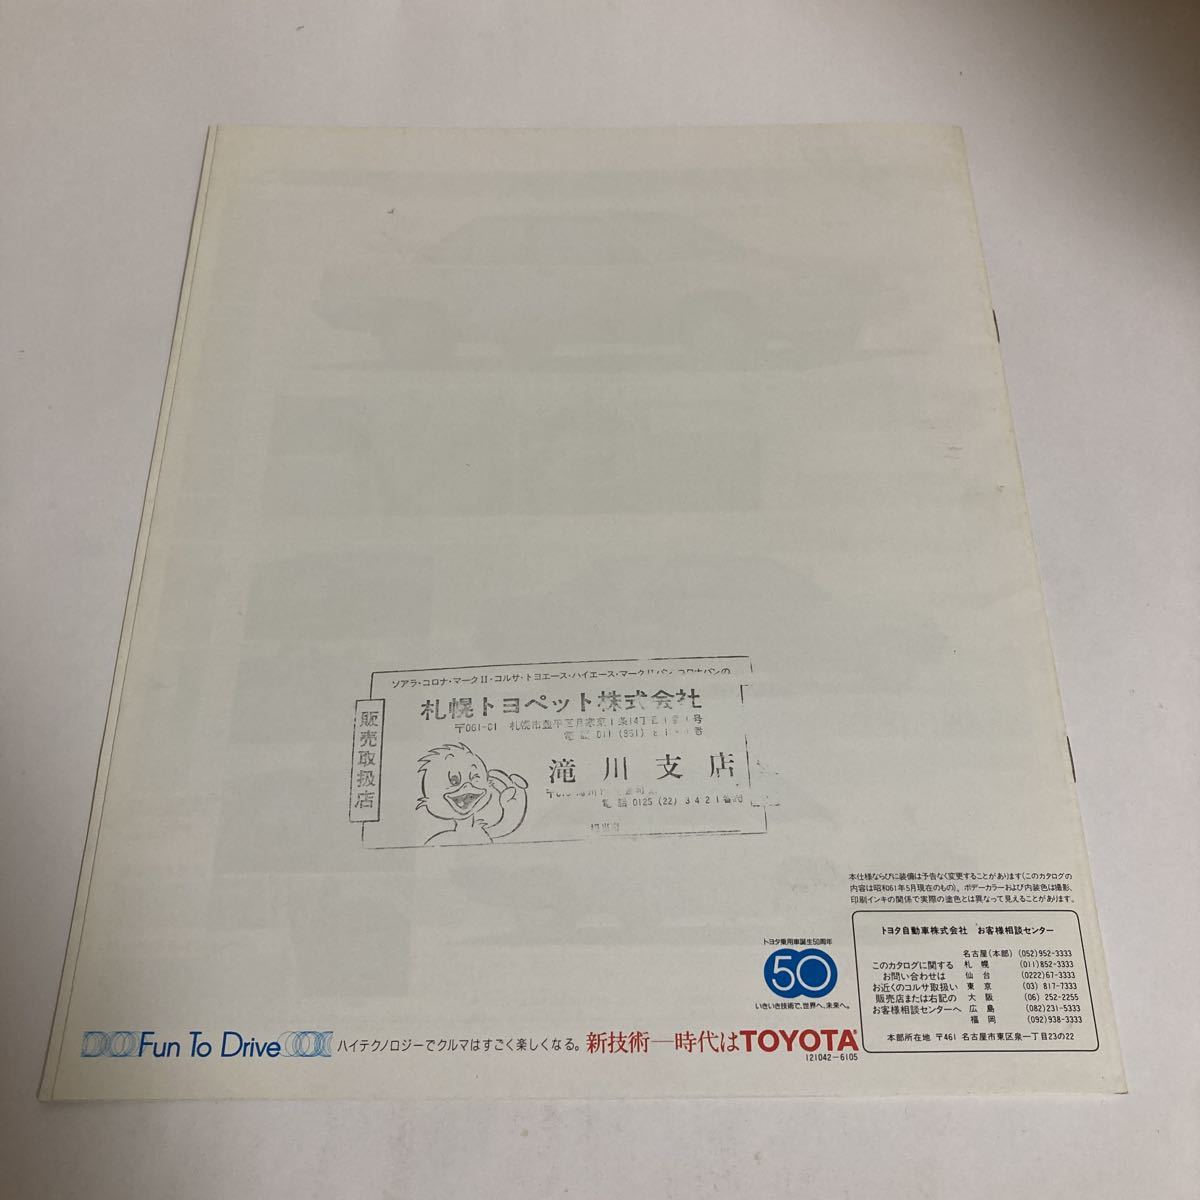 ソアラ・コロナ・マークⅡ・コルサ・トヨエース・ハイエース・マークⅡバン・コロナバンの
札幌トヨペット株式会社
〒061-01 札幌市豊平区月寒東1条14丁目1番1号
電話 011 (851)
販売取扱店
滝川支店
電話 0125 (22) 3421番
担当者
本仕様ならびに装備は予告なく変更することがあります(このカタログの
内容は昭和61年5月現在のもの)。ボデーカラーおよび内装色は撮影、
印刷インキの関係で実際の塗色とは異なって見えることがあります。
トヨタ自動車株式会社 お客様相談センター
このカタログに関する
お問い合わせは
お近くのコルサ取扱い
販売店または右記の
お客様相談センターへ
名古屋(本部) (052)952-3333
札幌 (011)852-3333
仙台 (0222)67-3333
東京 (03) 817-7333
大阪 (06) 252-2255
広島 (082)231-5333
福岡 (092)938-3333
本部所在地 〒461 名古屋市東区泉一丁目23の22
トヨタ乗用車誕生50周年
50
いきいき技術で、世界へ、未来へ。
Fun To Drive ハイテクノロジーでクルマはすごく楽しくなる。 新技術―時代はTOYOTA
121042-6105